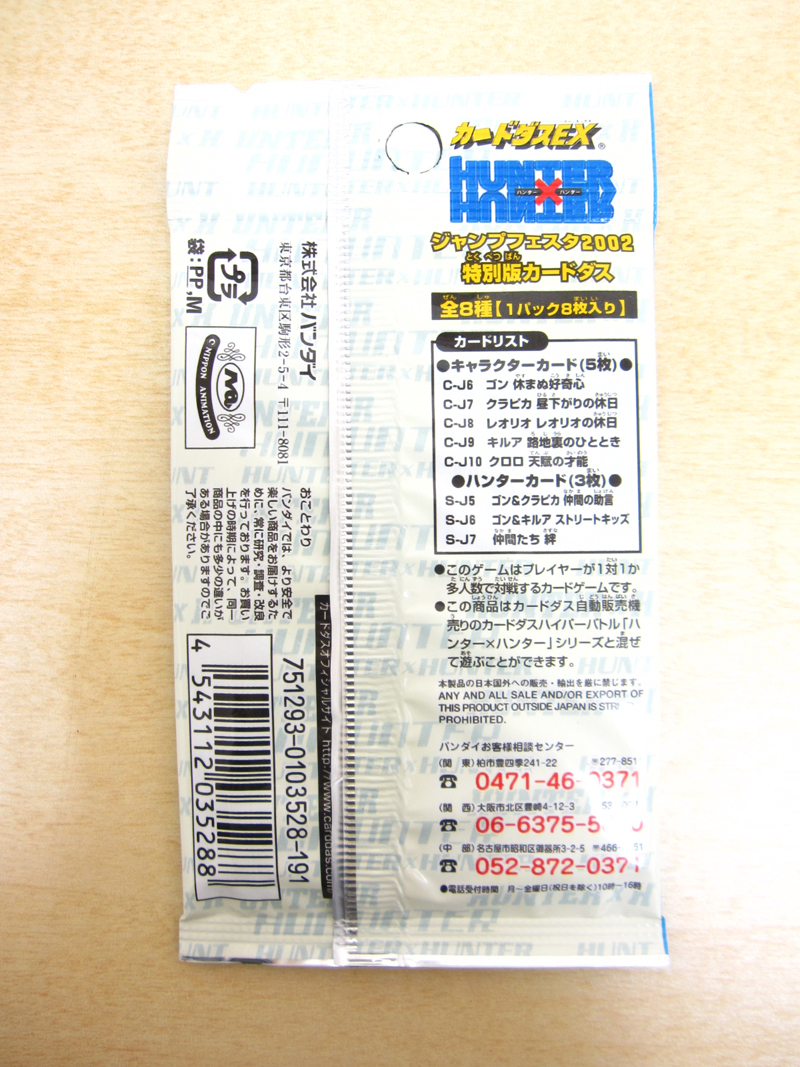 カードダスEX®
HUNTER×HUNTER
ハンター×ハンター
ジャンプフェスタ2002
特別版カードダス
全8種【1パック8枚入り】
カードリスト
●キャラクターカード(5枚)●
C-J6 ゴン 休まぬ好奇心
C-J7 クラピカ 昼下がりの休日
C-J8 レオリオ レオリオの休日
C-J9 キルア 路地裏のひととき
C-J10 クロロ 天賦の才能
●ハンターカード(3枚)●
S-J5 ゴン&クラピカ 仲間の助言
S-J6 ゴン&キルア ストリートキッズ
S-J7 仲間たち 絆
●このゲームはプレイヤーが1対1か
多人数で対戦するカードゲームです。
●この商品はカードダス自動販売機
売りのカードダスハイパーバトル「ハ
ンター×ハンター」シリーズと混ぜ
て遊ぶことができます。
本製品の日本国外への販売・輸出を厳に禁じます。
ANY AND ALL SALE AND/OR EXPORT OF
THIS PRODUCT OUTSIDE JAPAN IS
PROHIBITED.
バンダイお客様相談センター
(関 東)柏市豊四季241-22 〒277-851
☎ 0471-46-0371
(関 西)大阪市北区豊崎4-12-3
☎ 06-6375-5
(中 部)名古屋市昭和区御器所3-2-5 〒466- 51
☎ 052-872-0371
●電話受付時間 月〜金曜日(祝日を除く)10時〜16時
株式会社 バンダイ
東京都台東区駒形2-5-4 〒111-8081
プラ
袋:PP,M
Na
© NIPPON ANIMATION
おことわり
バンダイでは、より安全で
楽しい商品をお届けするた
めに、常に研究・調査・改良
を行っております。お買い
上げの時期によって、同一
商品の中にも多少の違いが
ある場合がありますのでご
了承ください。
カードダスオフィシャルサイト http://www.carddas.com/
751293-0103528-191
4 543112 035288